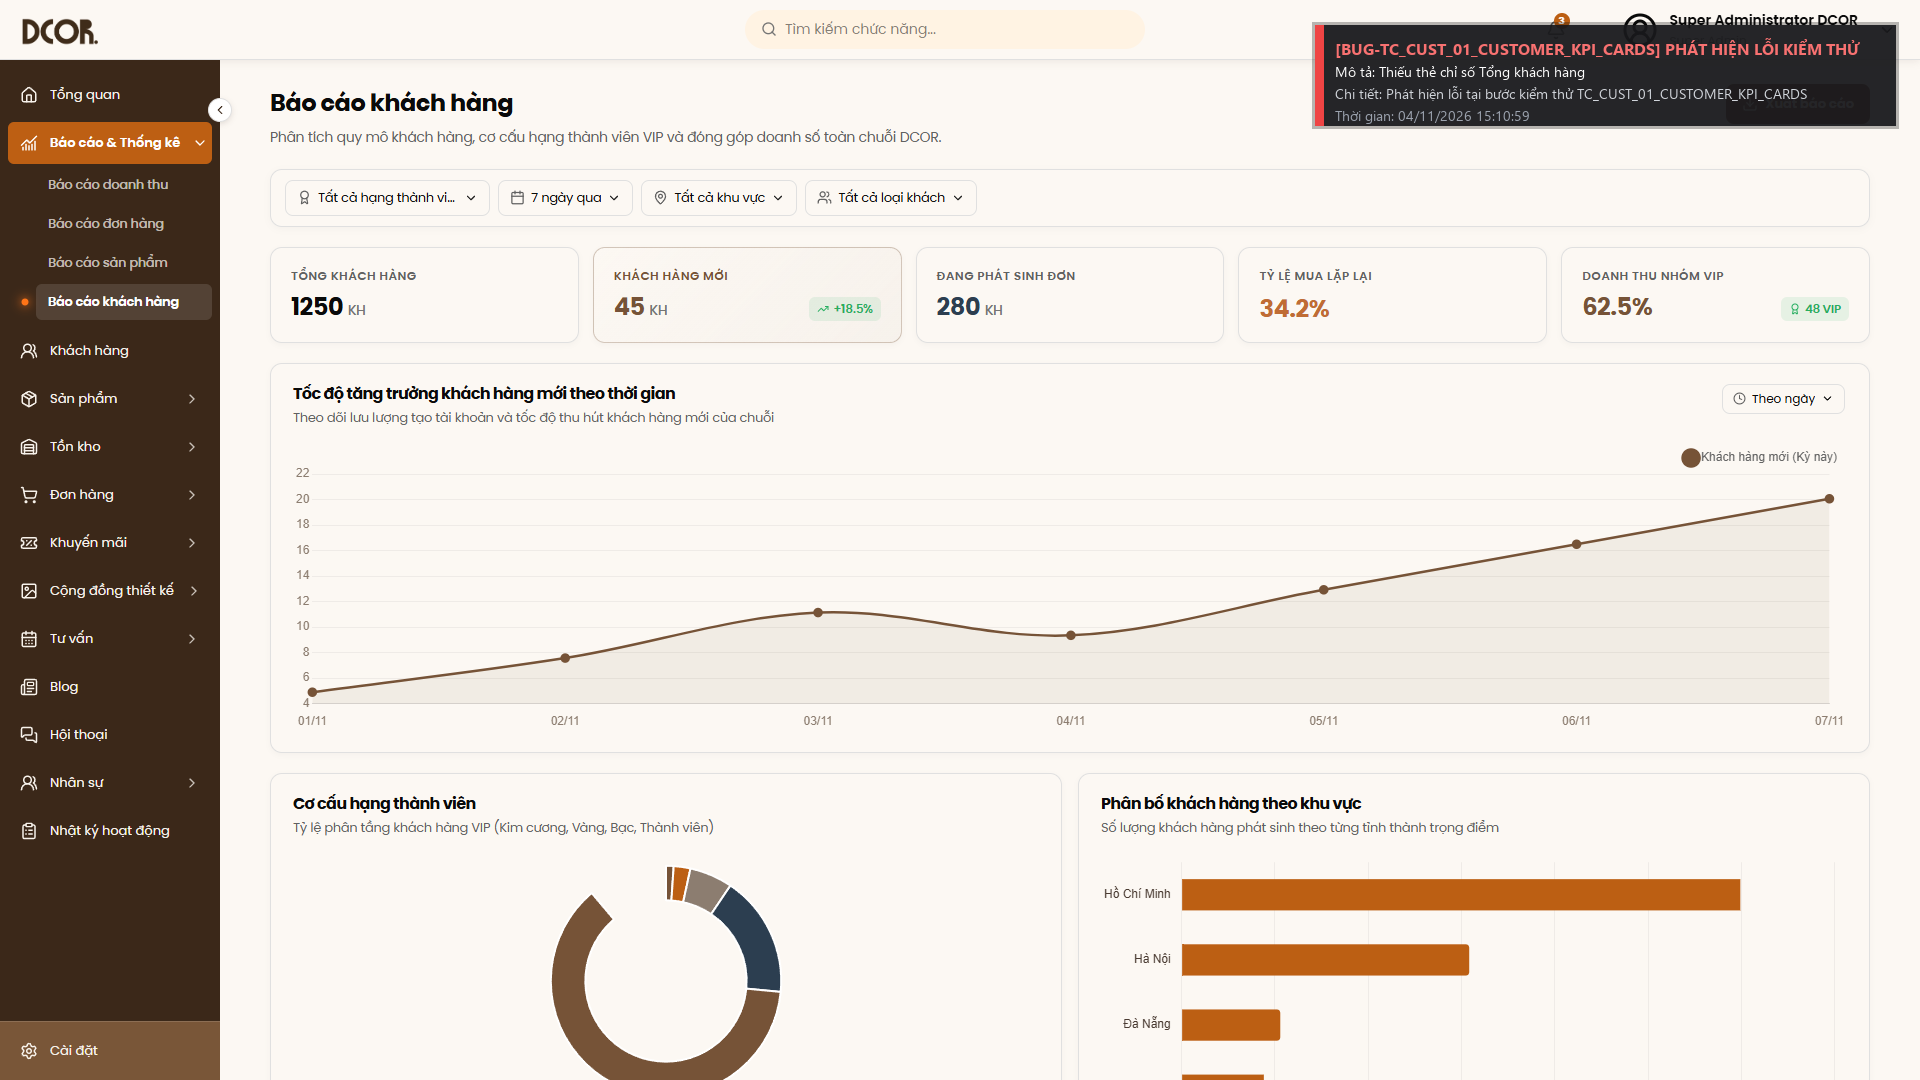 DCOR.
Tìm kiếm chức năng...
3
Super Administrator DCOR
[BUG-TC_CUST_01_CUSTOMER_KPI_CARDS] PHÁT HIỆN LỖI KIỂM THỬ
Mô tả: Thiếu thẻ chỉ số Tổng khách hàng
Chi tiết: Phát hiện lỗi tại bước kiểm thử TC_CUST_01_CUSTOMER_KPI_CARDS
Thời gian: 04/11/2026 15:10:59
Tổng quan
Báo cáo & Thống kê
Báo cáo doanh thu
Báo cáo đơn hàng
Báo cáo sản phẩm
Báo cáo khách hàng
Khách hàng
Sản phẩm
Tồn kho
Đơn hàng
Khuyến mãi
Cộng đồng thiết kế
Tư vấn
Blog
Hội thoại
Nhân sự
Nhật ký hoạt động
Cài đặt
Báo cáo khách hàng
Phân tích quy mô khách hàng, cơ cấu hạng thành viên VIP và đóng góp doanh số toàn chuỗi DCOR.
Xuất báo cáo
Tất cả hạng thành vi...
7 ngày qua
Tất cả khu vực
Tất cả loại khách
TỔNG KHÁCH HÀNG
1250 KH
KHÁCH HÀNG MỚI
45 KH
+18.5%
ĐANG PHÁT SINH ĐƠN
280 KH
TỶ LỆ MUA LẶP LẠI
34.2%
DOANH THU NHÓM VIP
62.5%
48 VIP
Tốc độ tăng trưởng khách hàng mới theo thời gian
Theo dõi lưu lượng tạo tài khoản và tốc độ thu hút khách hàng mới của chuỗi
Theo ngày
Khách hàng mới (Kỳ này)
22
20
18
16
14
12
10
8
6
4
01/11
02/11
03/11
04/11
05/11
06/11
07/11
Cơ cấu hạng thành viên
Tỷ lệ phân tầng khách hàng VIP (Kim cương, Vàng, Bạc, Thành viên)
Phân bố khách hàng theo khu vực
Số lượng khách hàng phát sinh theo từng tỉnh thành trọng điểm
Hồ Chí Minh
Hà Nội
Đà Nẵng